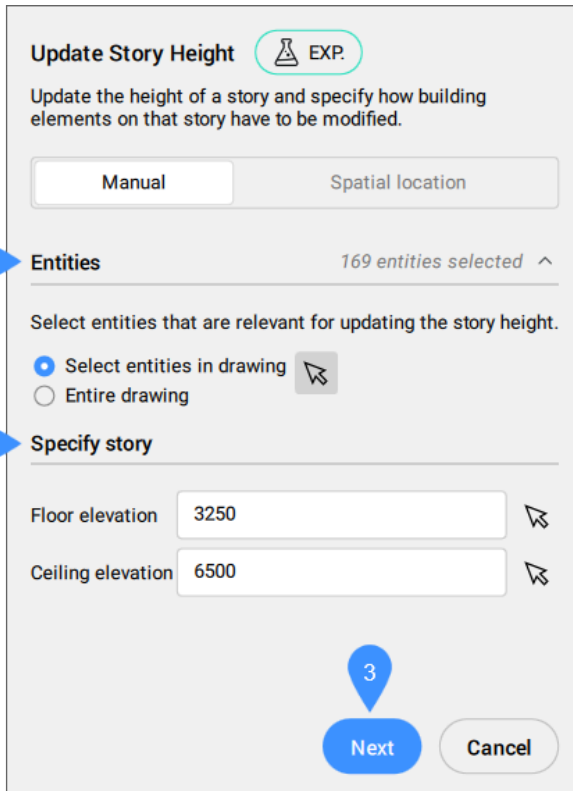 Update Story Height EXP.
Update the height of a story and specify how building
elements on that story have to be modified.
Manual Spatial location
Entities 169 entities selected
Select entities that are relevant for updating the story height.
Select entities in drawing
Entire drawing
Specify story
Floor elevation 3250
Ceiling elevation 6500
3
Next Cancel